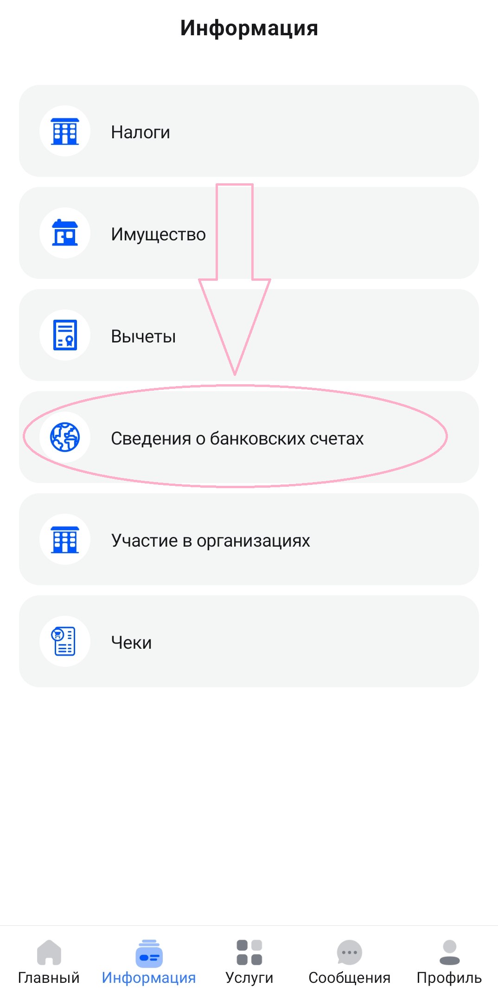 Информация
Налоги
Имущество
Вычеты
Сведения о банковских счетах
Участие в организациях
Чеки
Главный
Информация
Услуги
Сообщения
Профиль